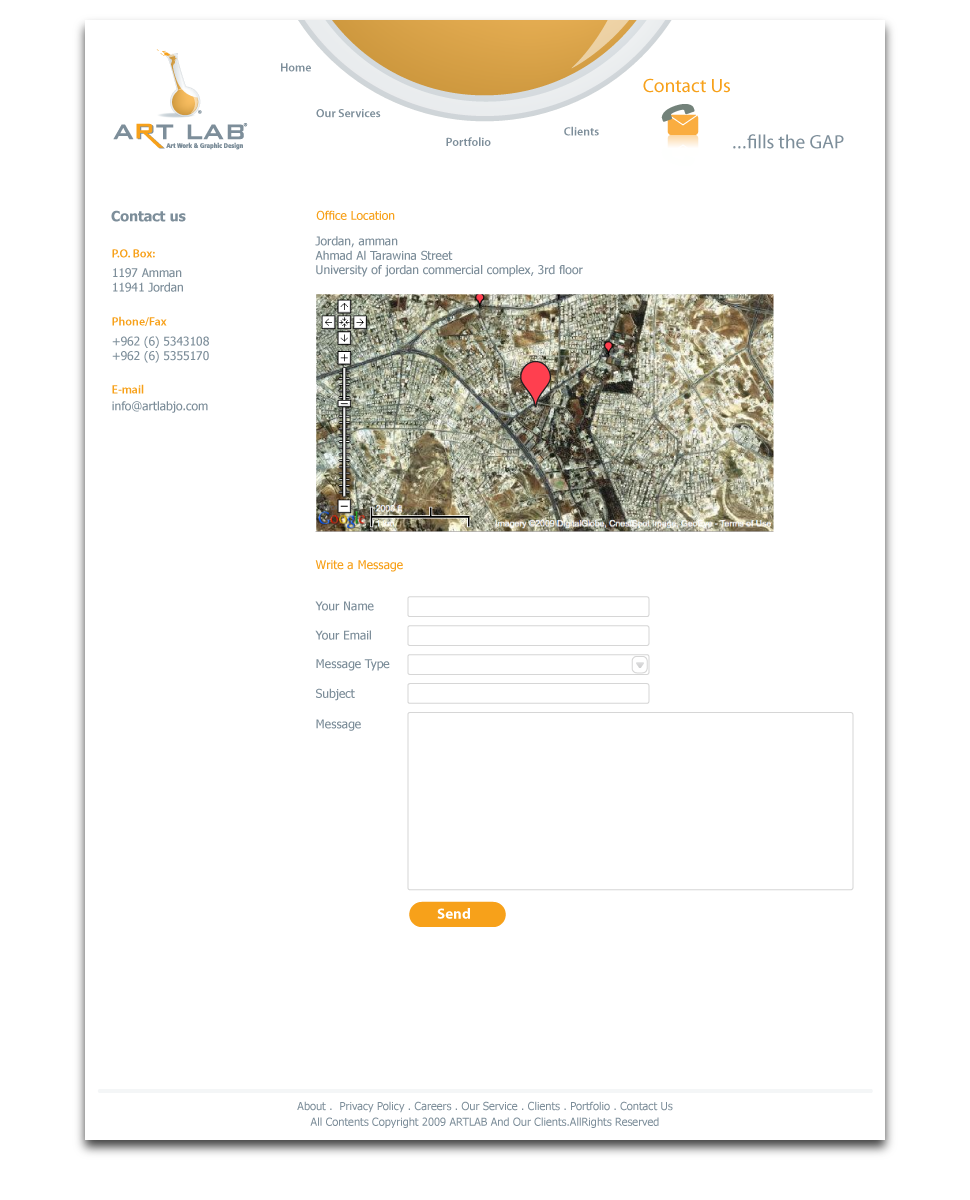 Home
Our Services
Portfolio
Clients
Contact Us
...fills the GAP
ART LAB®
Art Work & Graphic Design
Contact us
P.O. Box:
1197 Amman
11941 Jordan
Phone/Fax
+962 (6) 5343108
+962 (6) 5355170
E-mail
info@artlabjo.com
Office Location
Jordan, amman
Ahmad Al Tarawina Street
University of jordan commercial complex, 3rd floor
Google
2000 ft
Imagery ©2009 DigitalGlobe, Cnes/Spot Image, GeoEye - Terms of Use
Write a Message
Your Name
Your Email
Message Type
Subject
Message
Send
About . Privacy Policy . Careers . Our Service . Clients . Portfolio . Contact Us
All Contents Copyright 2009 ARTLAB And Our Clients.AllRights Reserved